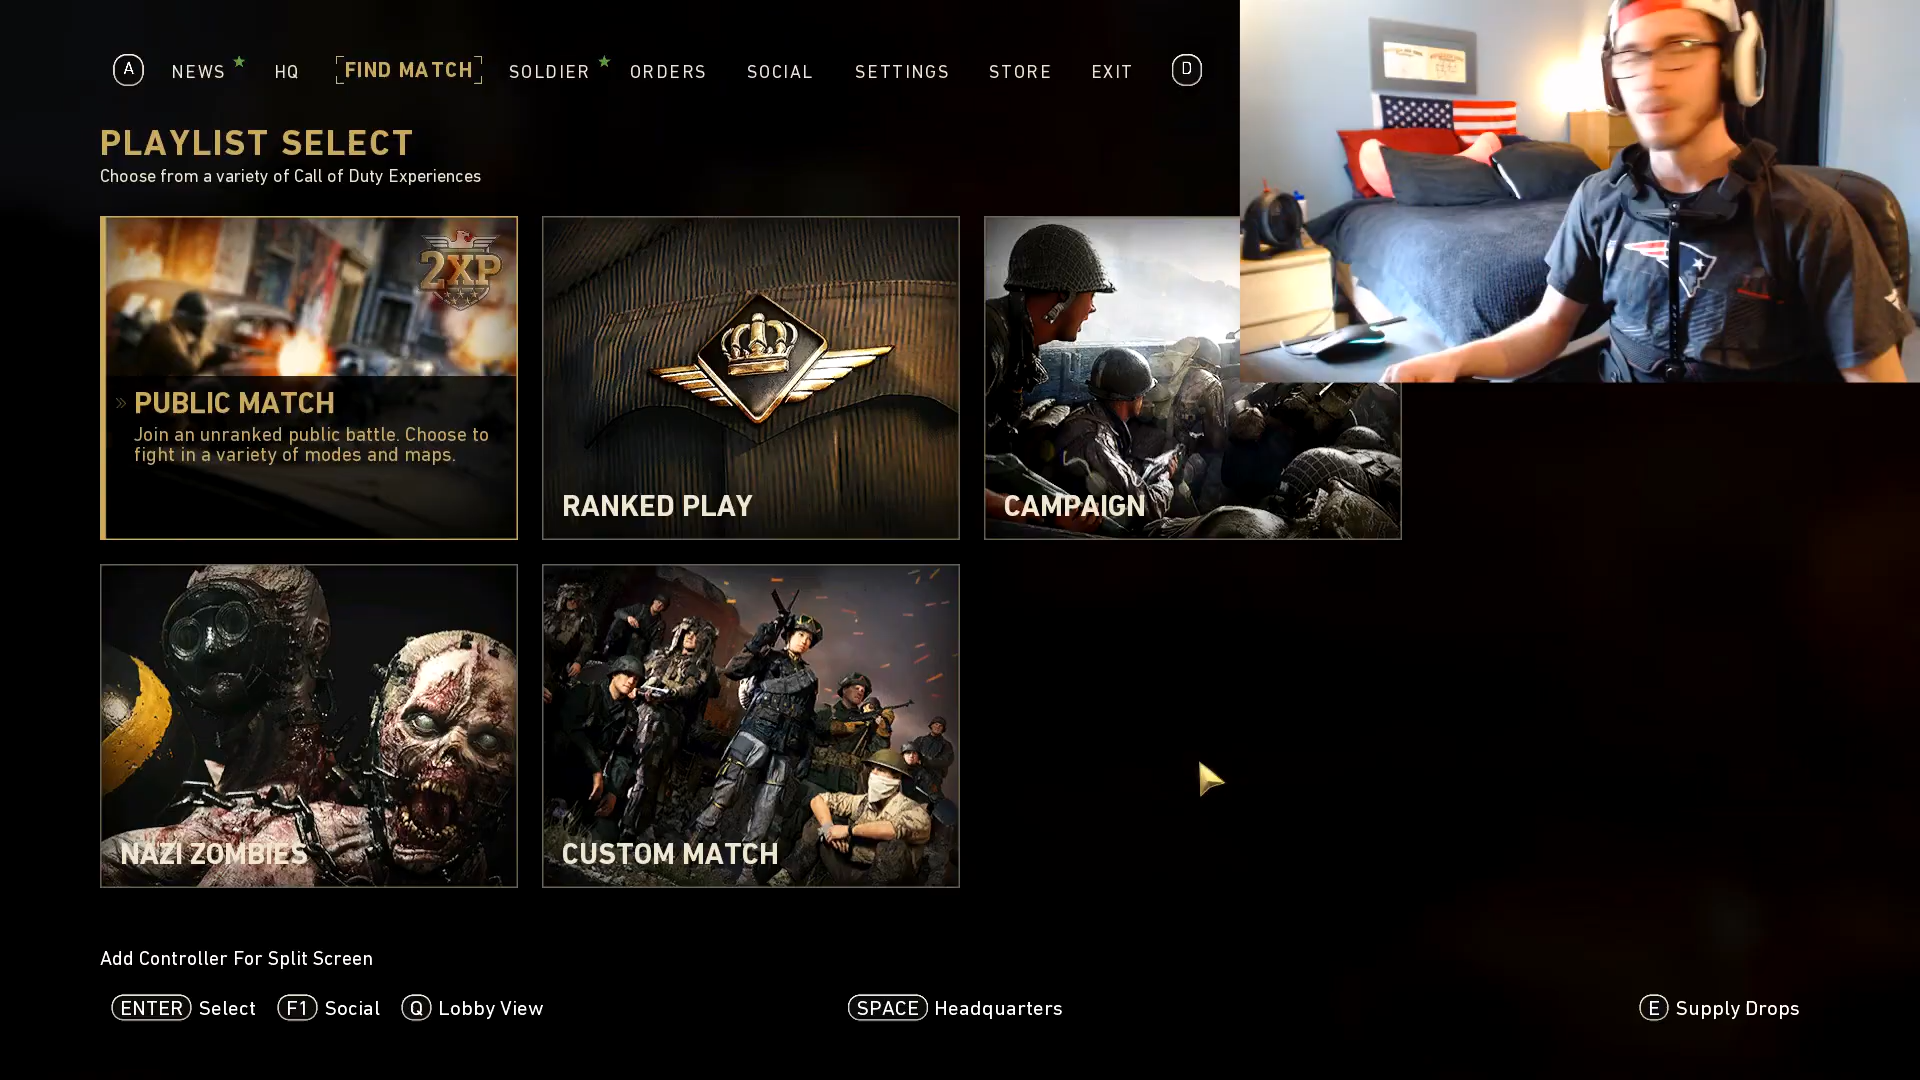 A NEWS HQ FIND MATCH SOLDIER ORDERS SOCIAL SETTINGS STORE EXIT D
PLAYLIST SELECT
Choose from a variety of Call of Duty Experiences
2XP
PUBLIC MATCH
Join an unranked public battle. Choose to
fight in a variety of modes and maps.
RANKED PLAY
CAMPAIGN
NAZI ZOMBIES
CUSTOM MATCH
Add Controller For Split Screen
ENTER Select F1 Social Q Lobby View SPACE Headquarters E Supply Drops